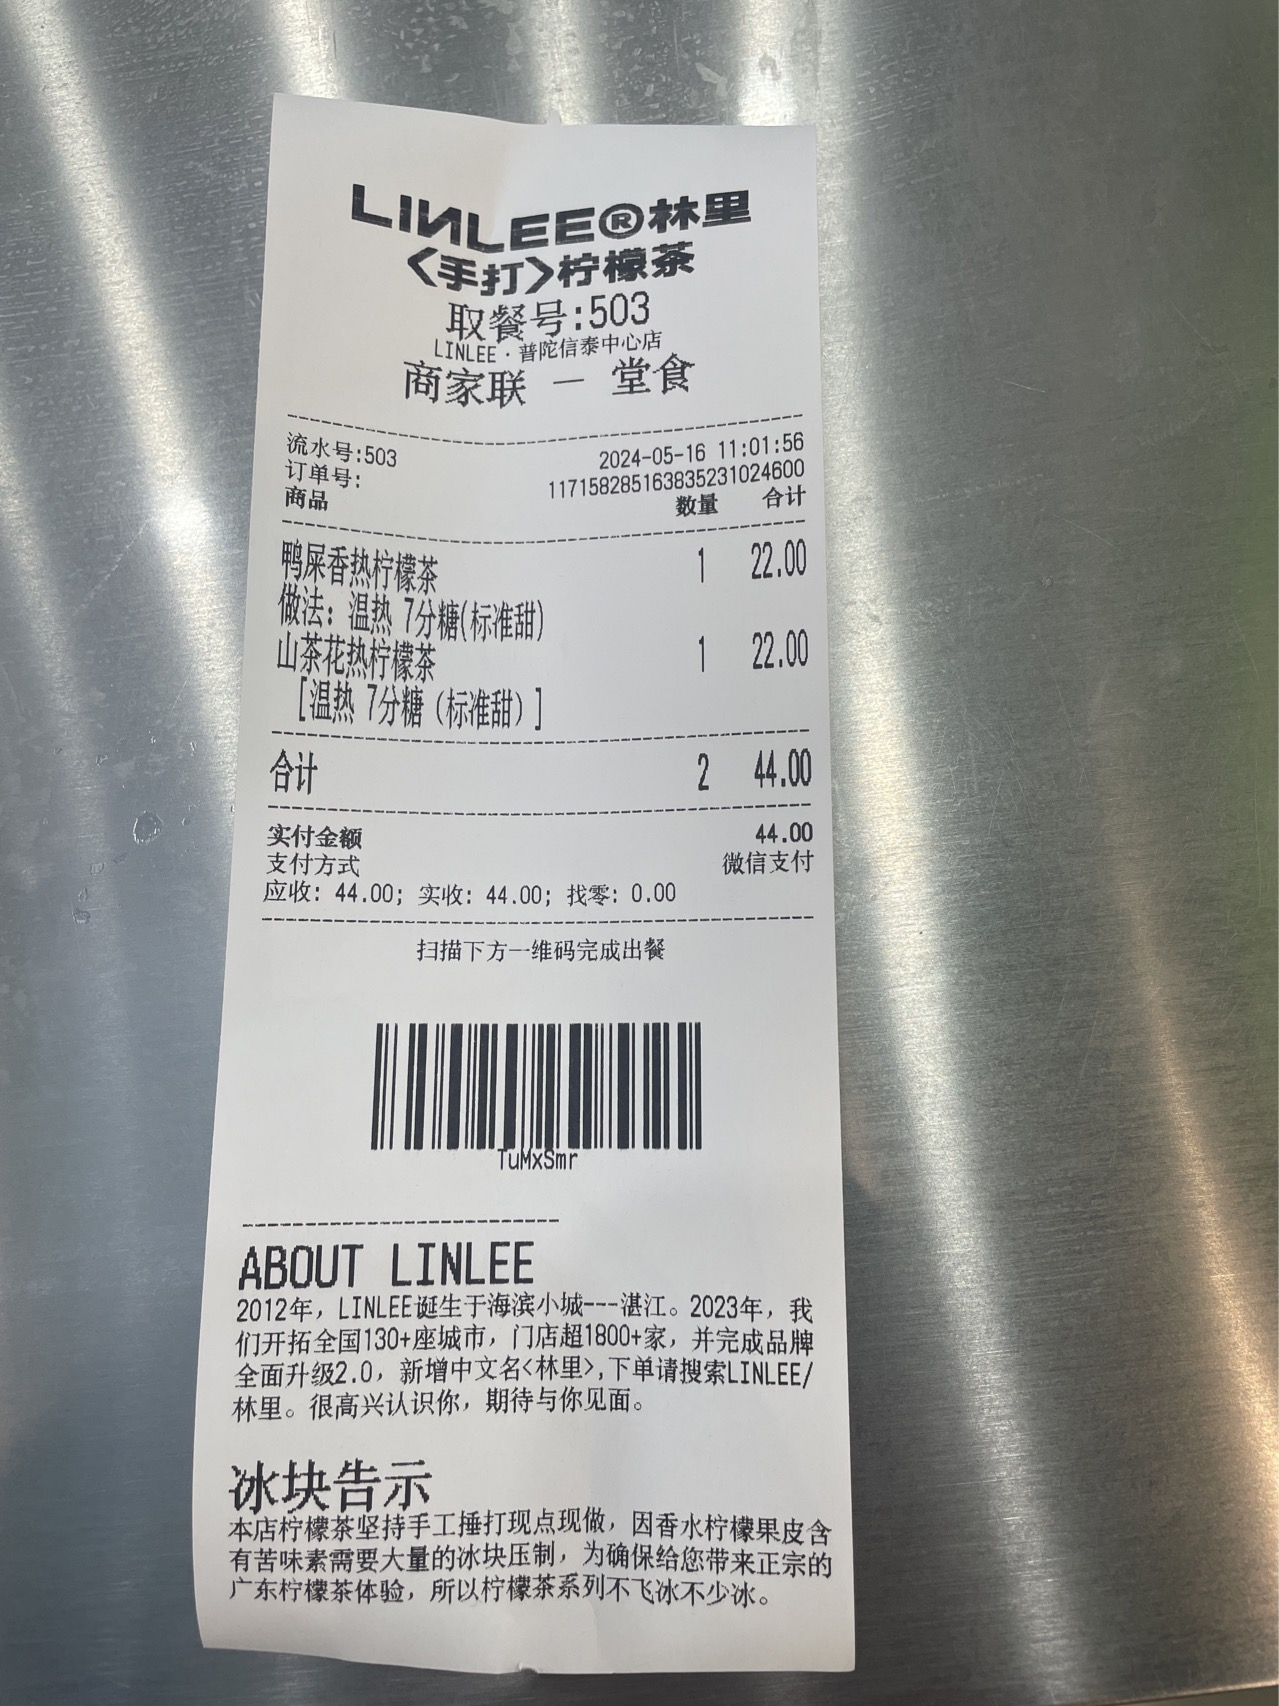 LINLEE®林里
<手打>柠檬茶
取餐号:503
LINLEE·普陀信泰中心店
商家联 — 堂食
流水号:503 2024-05-16 11:01:56
订单号: 117158285163835231024600
商品 数量 合计
鸭屎香热柠檬茶 1 22.00
做法: 温热 7分糖(标准甜)
山茶花热柠檬茶 1 22.00
[温热 7分糖 (标准甜) ]
合计 2 44.00
实付金额 44.00
支付方式 微信支付
应收: 44.00; 实收: 44.00; 找零: 0.00
扫描下方一维码完成出餐
TuMxSmr
ABOUT LINLEE
2012年，LINLEE诞生于海滨小城---湛江。2023年，我
们开拓全国130+座城市，门店超1800+家，并完成品牌
全面升级2.0，新增中文名<林里>,下单请搜索LINLEE/
林里。很高兴认识你，期待与你见面。
冰块告示
本店柠檬茶坚持手工捶打现点现做，因香水柠檬果皮含
有苦味素需要大量的冰块压制，为确保给您带来正宗的
广东柠檬茶体验，所以柠檬茶系列不飞冰不少冰。